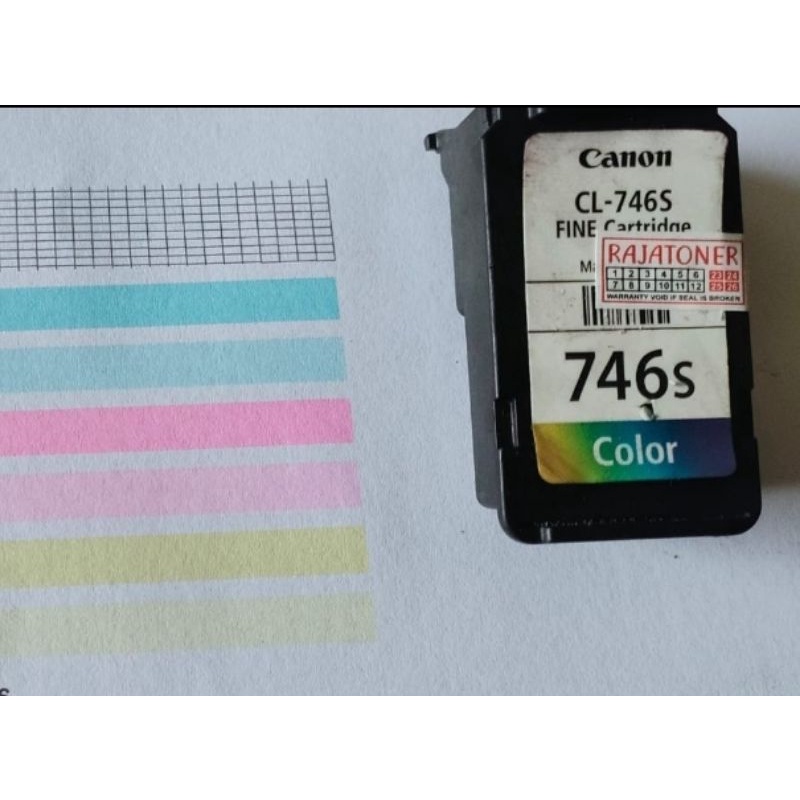 Canon
CL-746S
FINE Cartridge
RAJATONER
1 2 3 4 5 6 23 24
7 8 9 10 11 12 25 26
WARRANTY VOID IF SEAL IS BROKEN
746s
Color